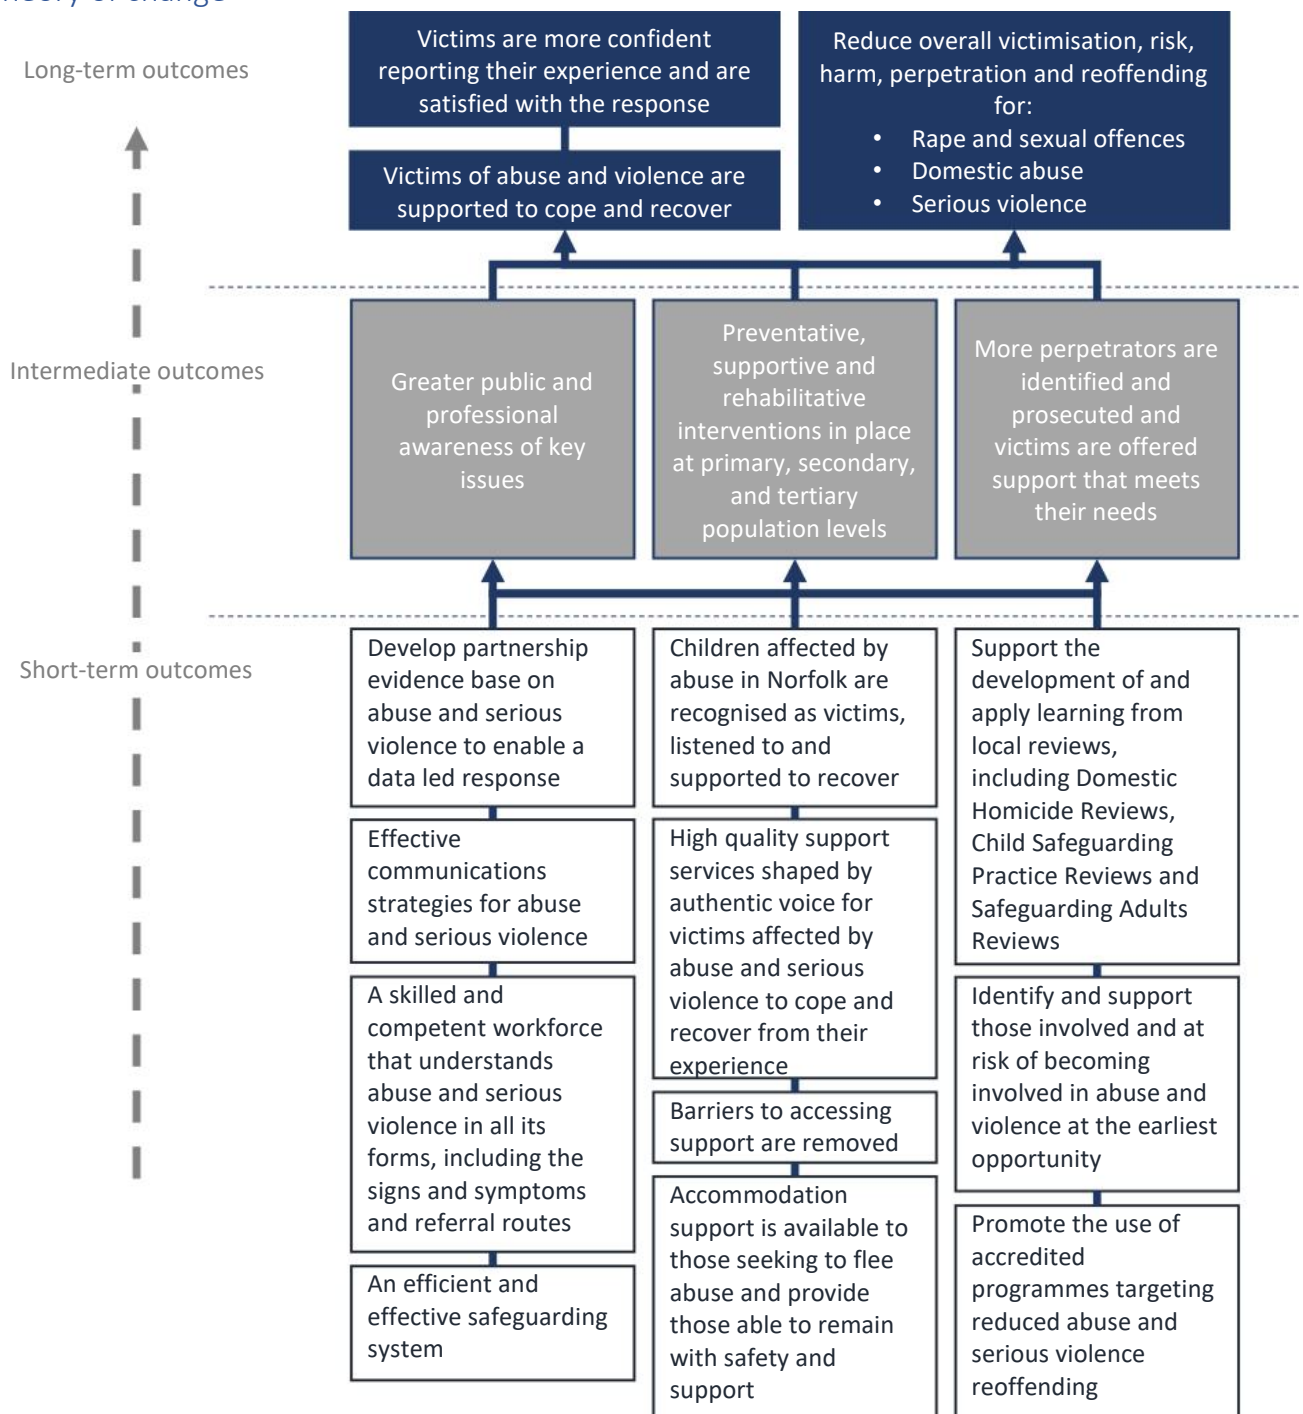 Theory of change
Long-term outcomes
Victims are more confident
reporting their experience and are
satisfied with the response
Victims of abuse and violence are
supported to cope and recover
Reduce overall victimisation, risk,
harm, perpetration and reoffending
for:
• Rape and sexual offences
• Domestic abuse
• Serious violence
Intermediate outcomes
Greater public and
professional
awareness of key
issues
Preventative,
supportive and
rehabilitative
interventions in place
at primary, secondary,
and tertiary
population levels
More perpetrators are
identified and
prosecuted and
victims are offered
support that meets
their needs
Short-term outcomes
Develop partnership
evidence base on
abuse and serious
violence to enable a
data led response
Effective
communications
strategies for abuse
and serious violence
A skilled and
competent workforce
that understands
abuse and serious
violence in all its
forms, including the
signs and symptoms
and referral routes
An efficient and
effective safeguarding
system
Children affected by
abuse in Norfolk are
recognised as victims,
listened to and
supported to recover
High quality support
services shaped by
authentic voice for
victims affected by
abuse and serious
violence to cope and
recover from their
experience
Barriers to accessing
support are removed
Accommodation
support is available to
those seeking to flee
abuse and provide
those able to remain
with safety and
support
Support the
development of and
apply learning from
local reviews,
including Domestic
Homicide Reviews,
Child Safeguarding
Practice Reviews and
Safeguarding Adults
Reviews
Identify and support
those involved and at
risk of becoming
involved in abuse and
violence at the earliest
opportunity
Promote the use of
accredited
programmes targeting
reduced abuse and
serious violence
reoffending